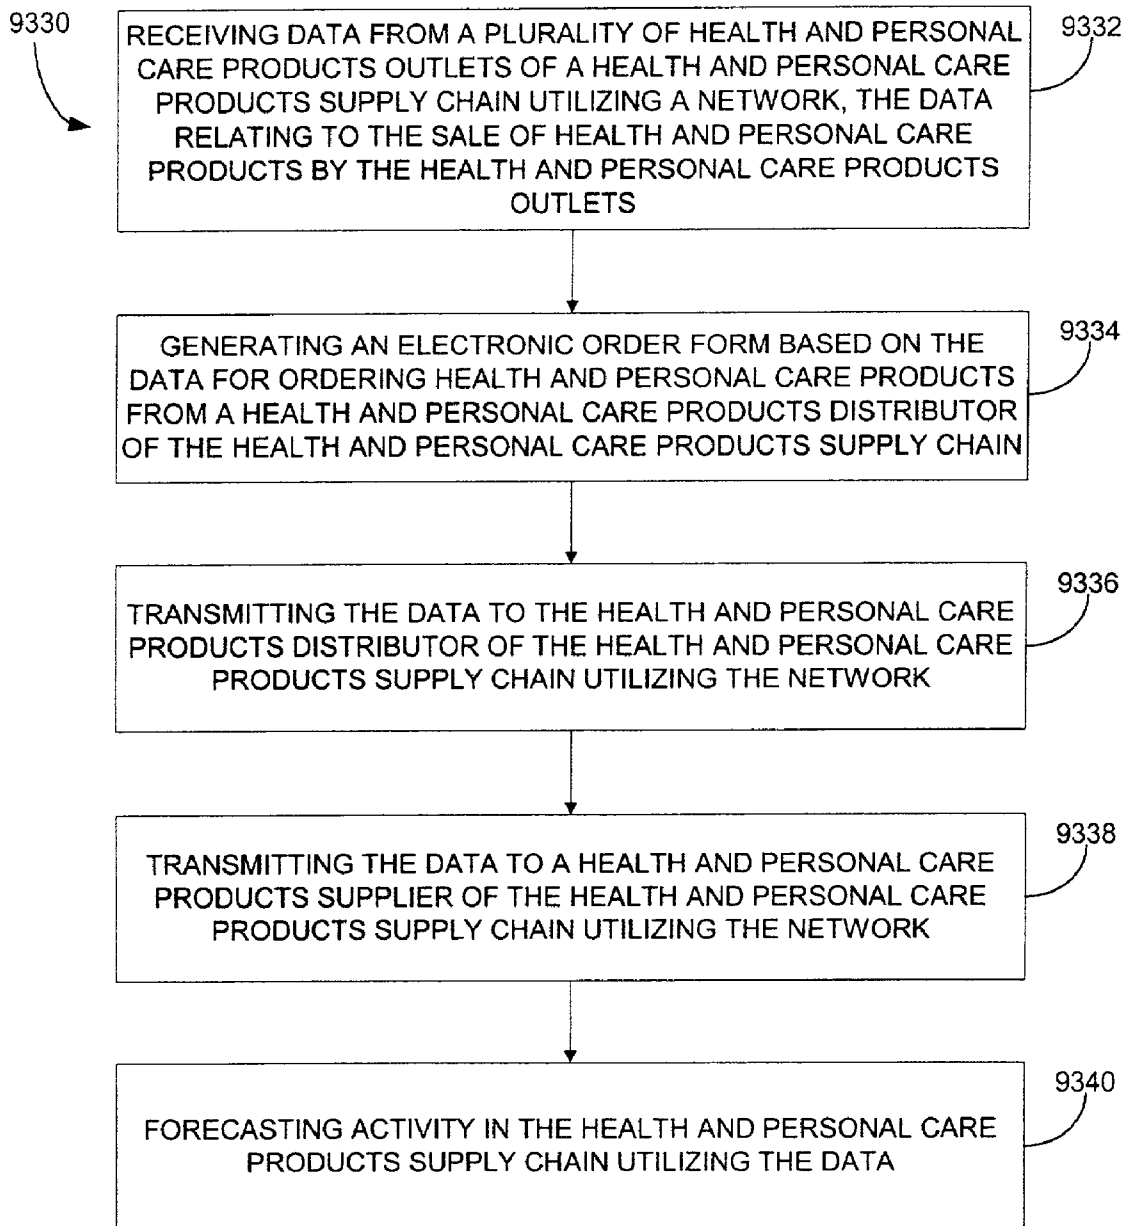 9330
RECEIVING DATA FROM A PLURALITY OF HEALTH AND PERSONAL
CARE PRODUCTS OUTLETS OF A HEALTH AND PERSONAL CARE
PRODUCTS SUPPLY CHAIN UTILIZING A NETWORK, THE DATA
RELATING TO THE SALE OF HEALTH AND PERSONAL CARE
PRODUCTS BY THE HEALTH AND PERSONAL CARE PRODUCTS
OUTLETS
9332
GENERATING AN ELECTRONIC ORDER FORM BASED ON THE
DATA FOR ORDERING HEALTH AND PERSONAL CARE PRODUCTS
FROM A HEALTH AND PERSONAL CARE PRODUCTS DISTRIBUTOR
OF THE HEALTH AND PERSONAL CARE PRODUCTS SUPPLY CHAIN
9334
TRANSMITTING THE DATA TO THE HEALTH AND PERSONAL CARE
PRODUCTS DISTRIBUTOR OF THE HEALTH AND PERSONAL CARE
PRODUCTS SUPPLY CHAIN UTILIZING THE NETWORK
9336
TRANSMITTING THE DATA TO A HEALTH AND PERSONAL CARE
PRODUCTS SUPPLIER OF THE HEALTH AND PERSONAL CARE
PRODUCTS SUPPLY CHAIN UTILIZING THE NETWORK
9338
FORECASTING ACTIVITY IN THE HEALTH AND PERSONAL CARE
PRODUCTS SUPPLY CHAIN UTILIZING THE DATA
9340